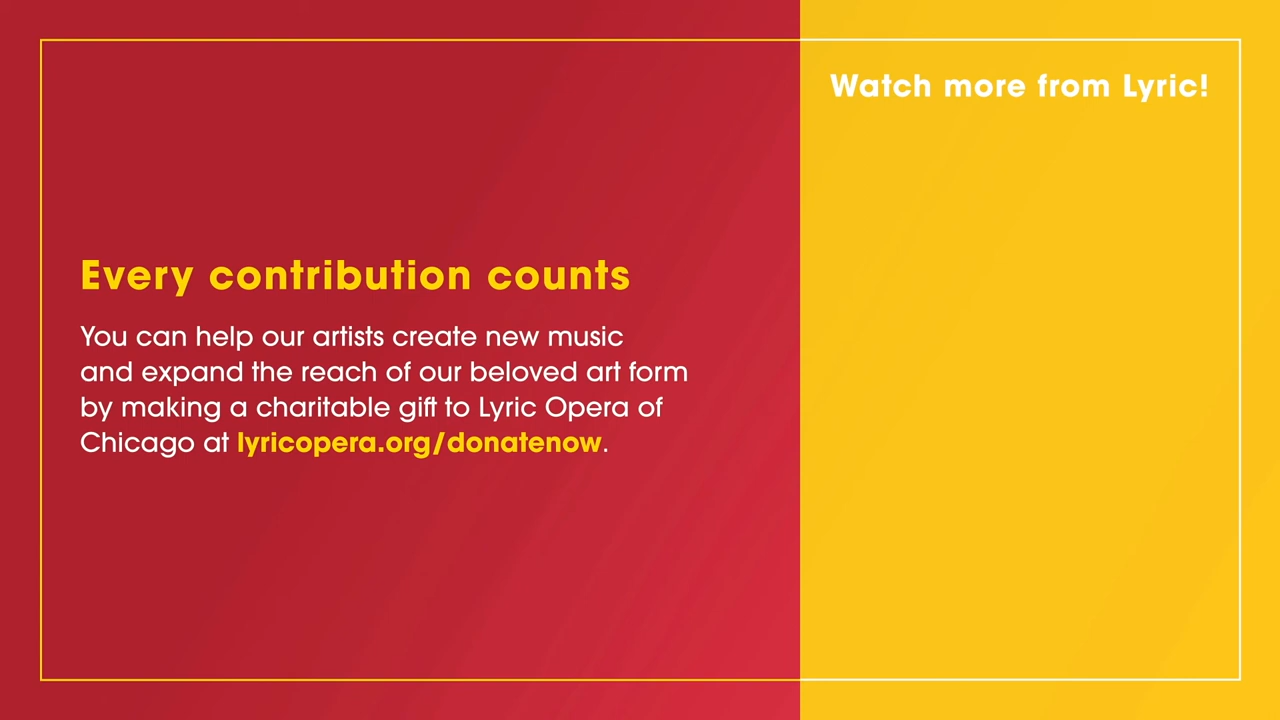 Watch more from Lyric!
Every contribution counts
You can help our artists create new music
and expand the reach of our beloved art form
by making a charitable gift to Lyric Opera of
Chicago at lyricopera.org/donatenow.